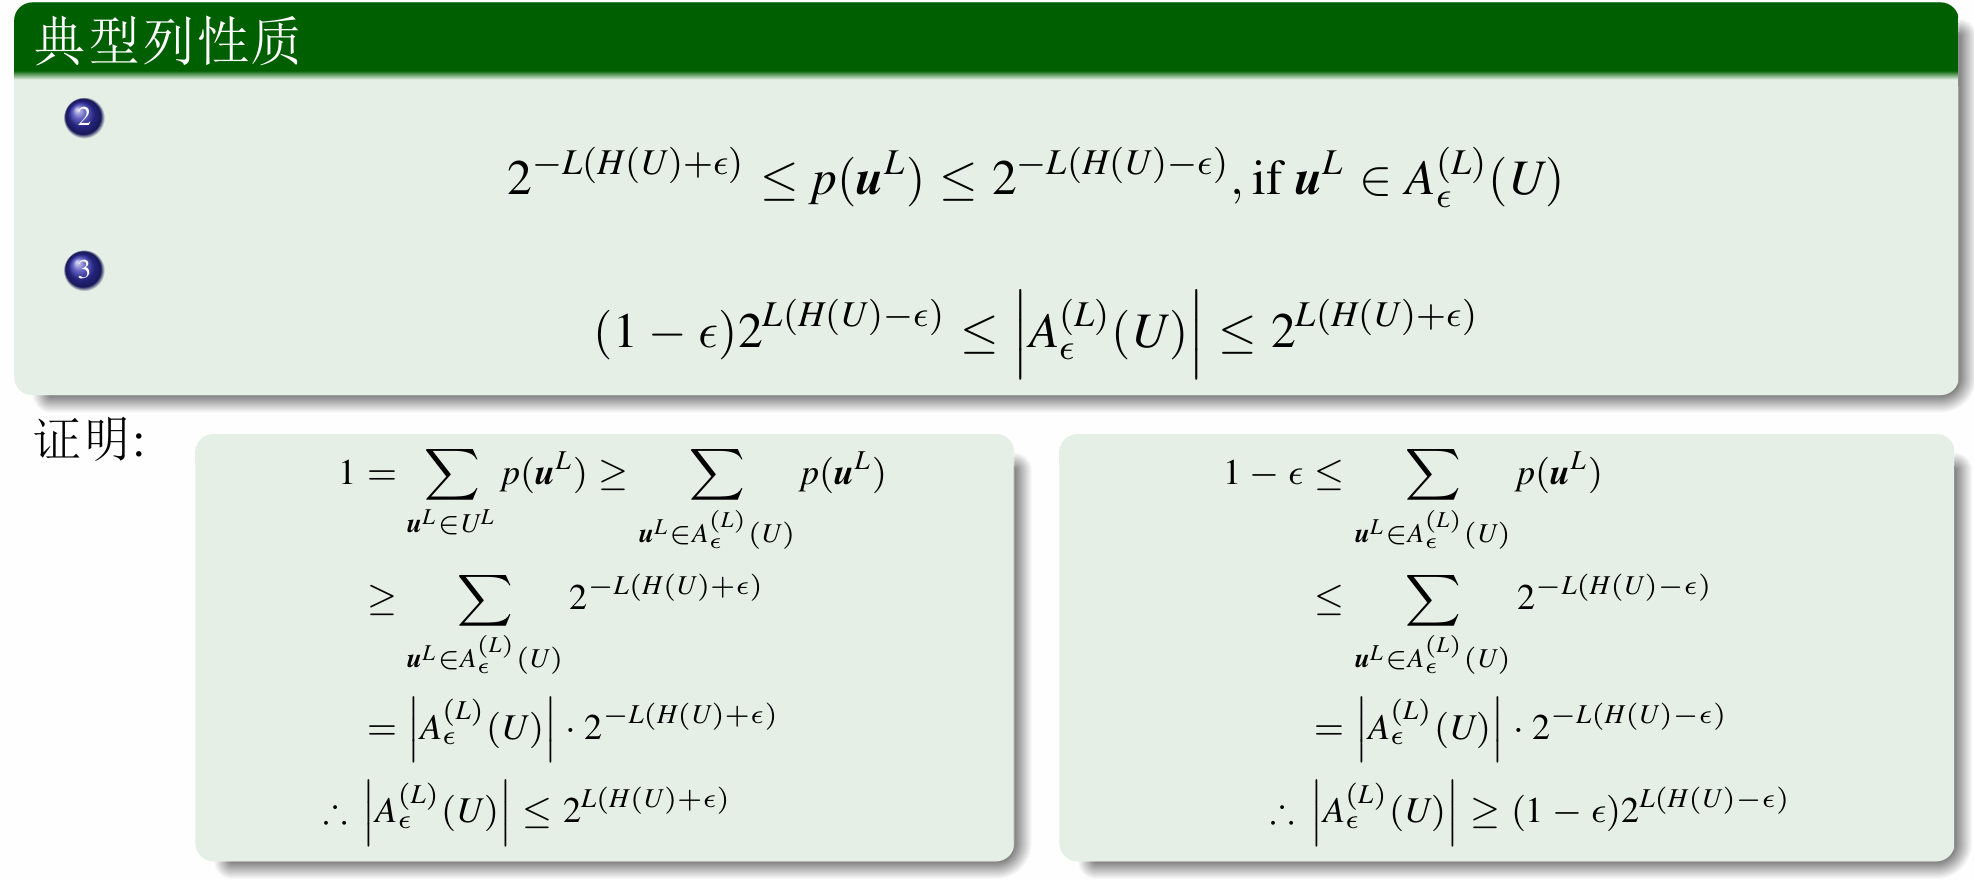 典型列性质
2
$2^{-L(H(U)+\epsilon)} \leq p(\boldsymbol{u}^L) \leq 2^{-L(H(U)-\epsilon)}, \text{if } \boldsymbol{u}^L \in A_\epsilon^{(L)}(U)$
3
$(1-\epsilon)2^{L(H(U)-\epsilon)} \leq \left|A_\epsilon^{(L)}(U)\right| \leq 2^{L(H(U)+\epsilon)}$
证明:
$1 = \sum_{\boldsymbol{u}^L \in U^L} p(\boldsymbol{u}^L) \geq \sum_{\boldsymbol{u}^L \in A_\epsilon^{(L)}(U)} p(\boldsymbol{u}^L)$
$\geq \sum_{\boldsymbol{u}^L \in A_\epsilon^{(L)}(U)} 2^{-L(H(U)+\epsilon)}$
$= \left|A_\epsilon^{(L)}(U)\right| \cdot 2^{-L(H(U)+\epsilon)}$
$\therefore \left|A_\epsilon^{(L)}(U)\right| \leq 2^{L(H(U)+\epsilon)}$
$1-\epsilon \leq \sum_{\boldsymbol{u}^L \in A_\epsilon^{(L)}(U)} p(\boldsymbol{u}^L)$
$\leq \sum_{\boldsymbol{u}^L \in A_\epsilon^{(L)}(U)} 2^{-L(H(U)-\epsilon)}$
$= \left|A_\epsilon^{(L)}(U)\right| \cdot 2^{-L(H(U)-\epsilon)}$
$\therefore \left|A_\epsilon^{(L)}(U)\right| \geq (1-\epsilon)2^{L(H(U)-\epsilon)}$